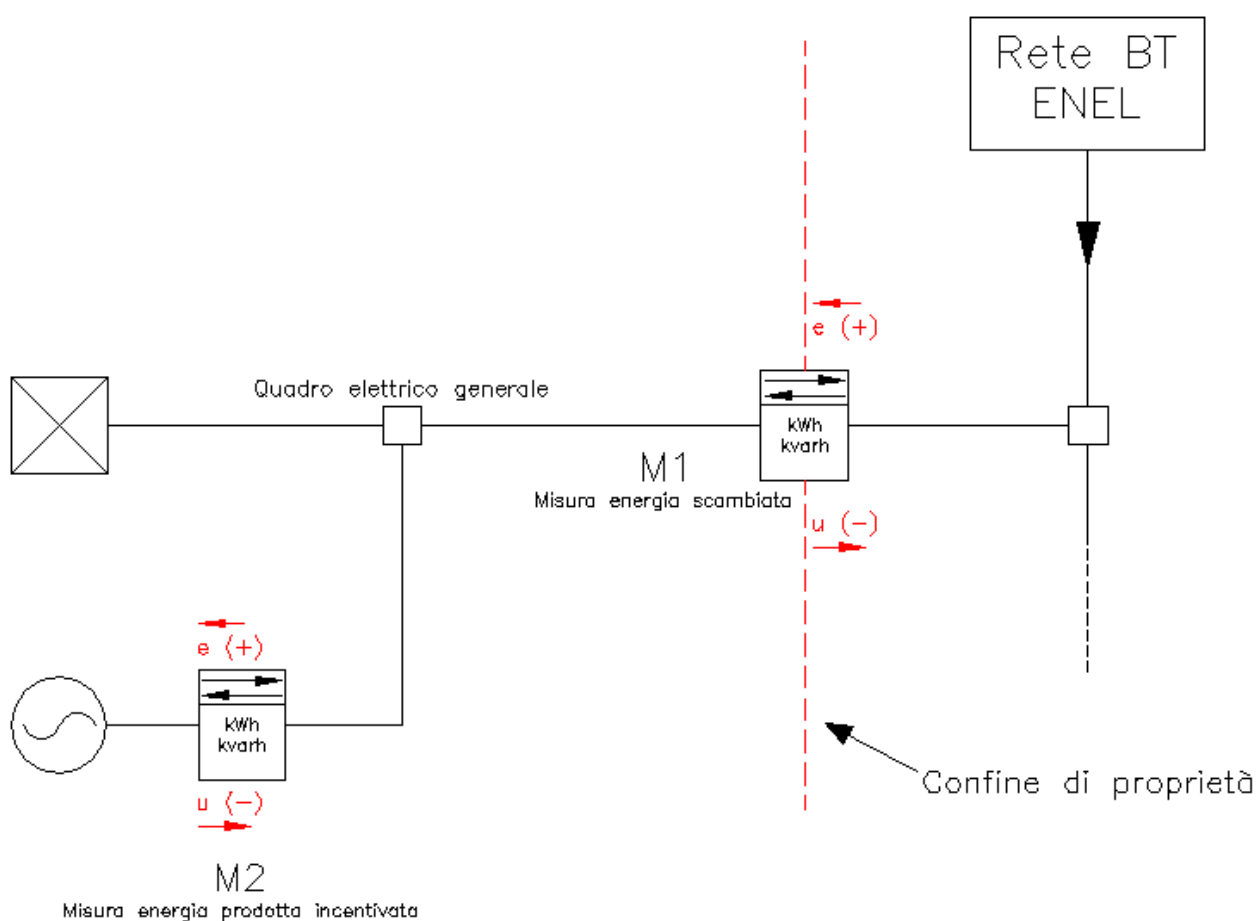 Rete BT
ENEL
e (+)
Quadro elettrico generale
kWh
kvarh
M1
Misura energia scambiata
u (-)
e (+)
kWh
kvarh
u (-)
Confine di proprietà
M2
Misura energia prodotta incentivata